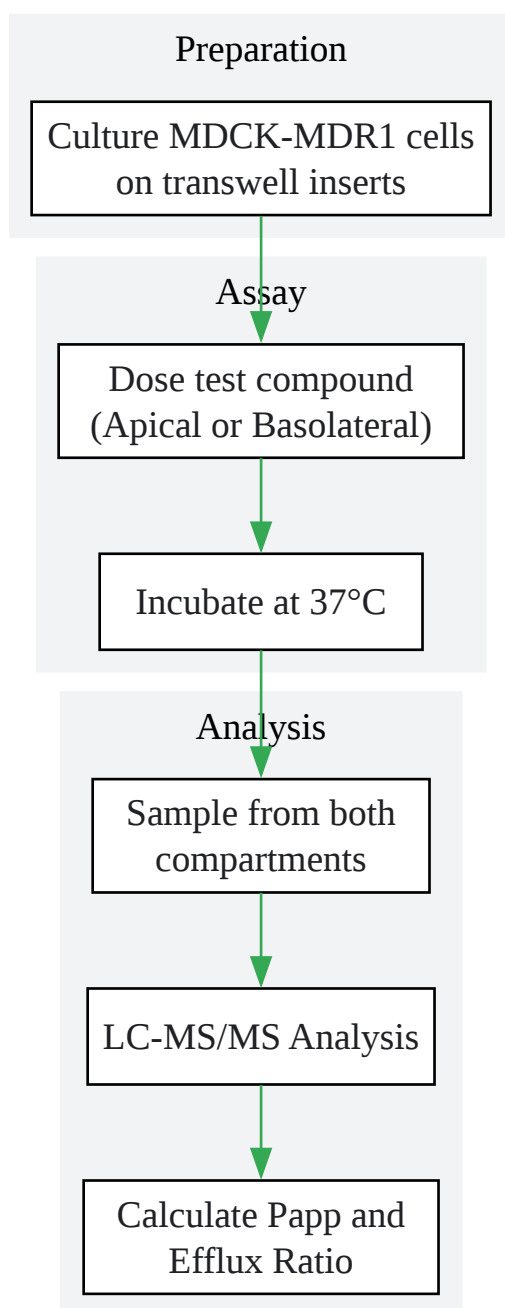 Preparation
Culture MDCK-MDR1 cells
on transwell inserts
Assay
Dose test compound
(Apical or Basolateral)
Incubate at 37°C
Analysis
Sample from both
compartments
LC-MS/MS Analysis
Calculate Papp and
Efflux Ratio